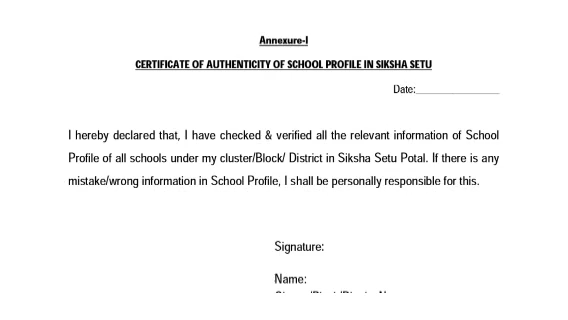 Annexure-I
CERTIFICATE OF AUTHENTICITY OF SCHOOL PROFILE IN SIKSHA SETU
Date:________________
I hereby declared that, I have checked & verified all the relevant information of School
Profile of all schools under my cluster/Block/ District in Siksha Setu Potal. If there is any
mistake/wrong information in School Profile, I shall be personally responsible for this.
Signature:
Name: